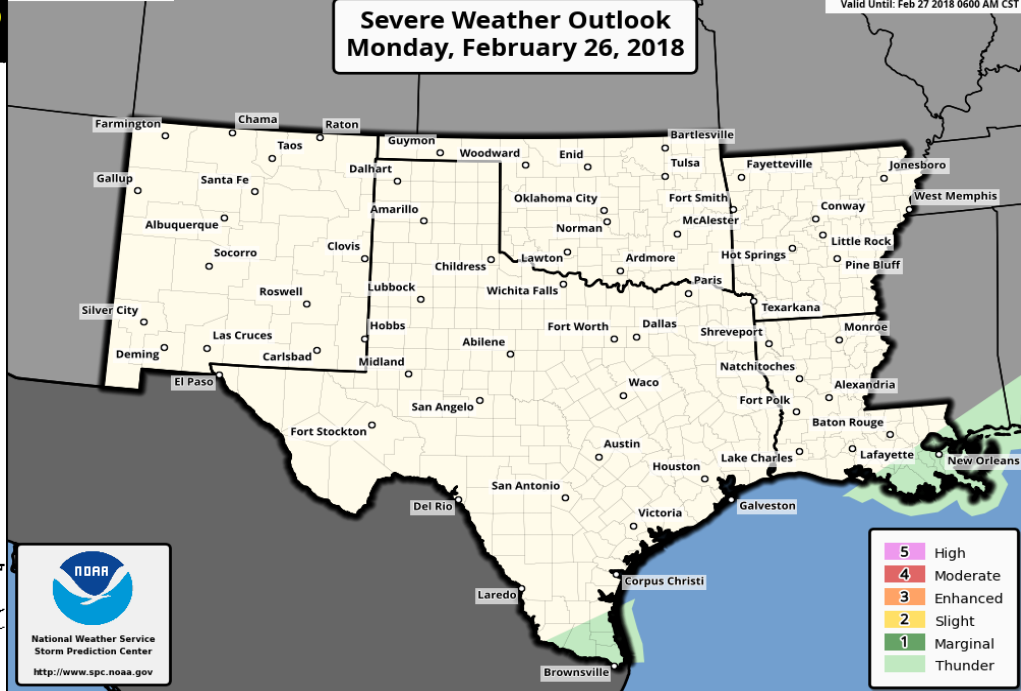 Valid Until: Feb 27 2018 0600 AM CST
Severe Weather Outlook
Monday, February 26, 2018
Farmington
Chama
Raton
Taos
Guymon
Bartlesville
Woodward
Enid
Tulsa
Fayetteville
Jonesboro
Gallup
Santa Fe
Dalhart
Fort Smith
West Memphis
Oklahoma City
Amarillo
Conway
Albuquerque
Norman
McAlester
Little Rock
Socorro
Clovis
Childress
Lawton
Ardmore
Hot Springs
Pine Bluff
Roswell
Lubbock
Wichita Falls
Paris
Texarkana
Silver City
Hobbs
Fort Worth
Dallas
Shreveport
Monroe
Las Cruces
Abilene
Deming
Carlsbad
Midland
Natchitoches
El Paso
Waco
Alexandria
San Angelo
Fort Polk
Baton Rouge
Fort Stockton
Austin
Lake Charles
Lafayette
New Orleans
Houston
San Antonio
Del Rio
Galveston
Victoria
Corpus Christi
Laredo
Brownsville
NOAA
National Weather Service
Storm Prediction Center
http://www.spc.noaa.gov
5 High
4 Moderate
3 Enhanced
2 Slight
1 Marginal
Thunder